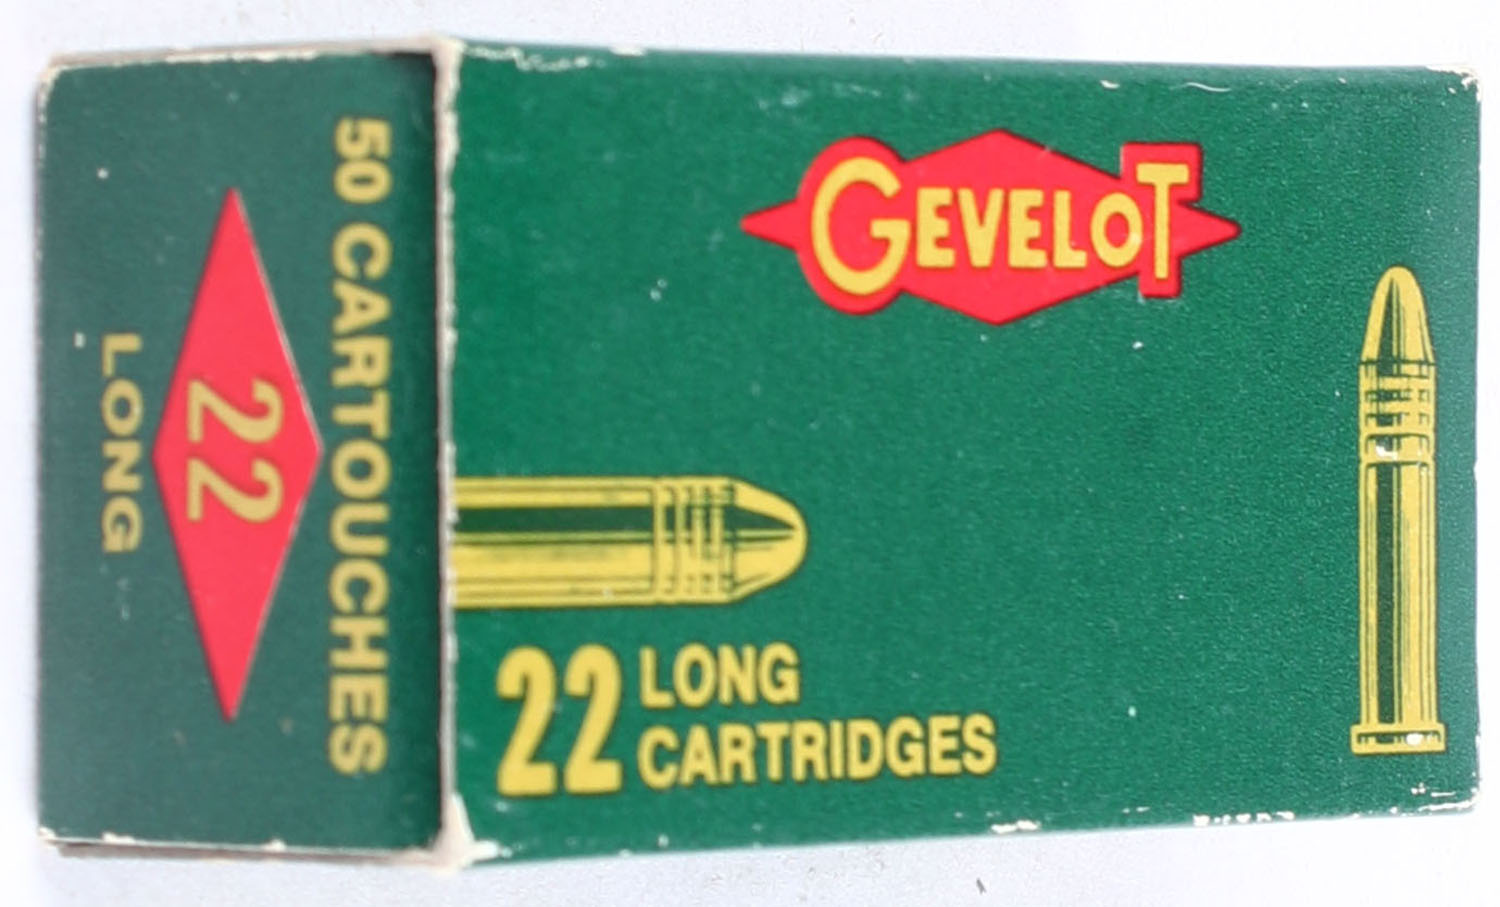 GEVELOT
22 LONG
CARTRIDGES
50 CARTOUCHES
22
LONG